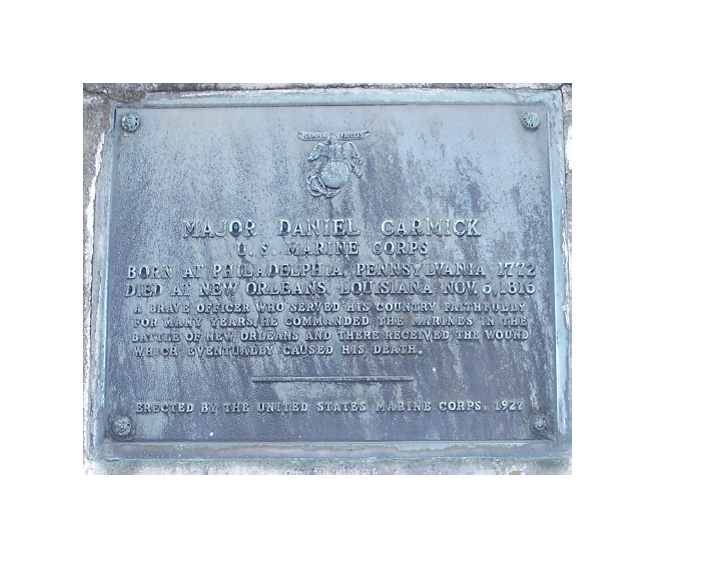 SEMPER FIDELIS
MAJOR DANIEL CARMICK
U.S. MARINE CORPS
BORN AT PHILADELPHIA, PENNSYLVANIA 1772
DIED AT NEW ORLEANS, LOUISIANA NOV. 6, 1816
A BRAVE OFFICER WHO SERVED HIS COUNTRY FAITHFULLY
FOR MANY YEARS. HE COMMANDED THE MARINES IN THE
BATTLE OF NEW ORLEANS AND THERE RECEIVED THE WOUND
WHICH EVENTUALLY CAUSED HIS DEATH.
ERECTED BY THE UNITED STATES MARINE CORPS. 1927